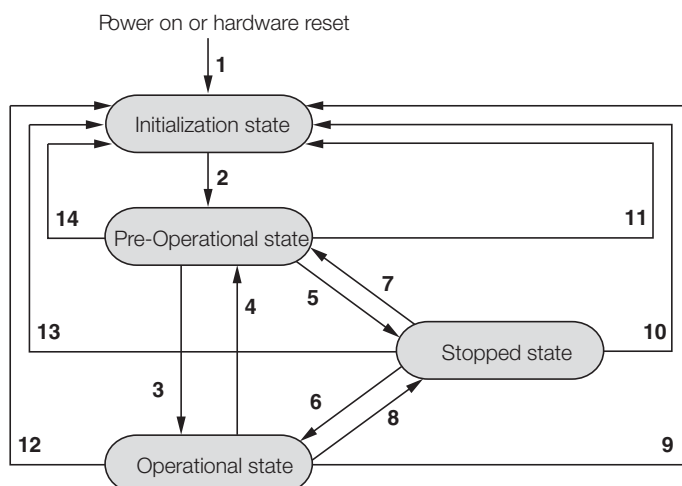 Power on or hardware reset
1
Initialization state
2
14
11
Pre-Operational state
7
5
4
13
10
Stopped state
3
6
8
12
9
Operational state